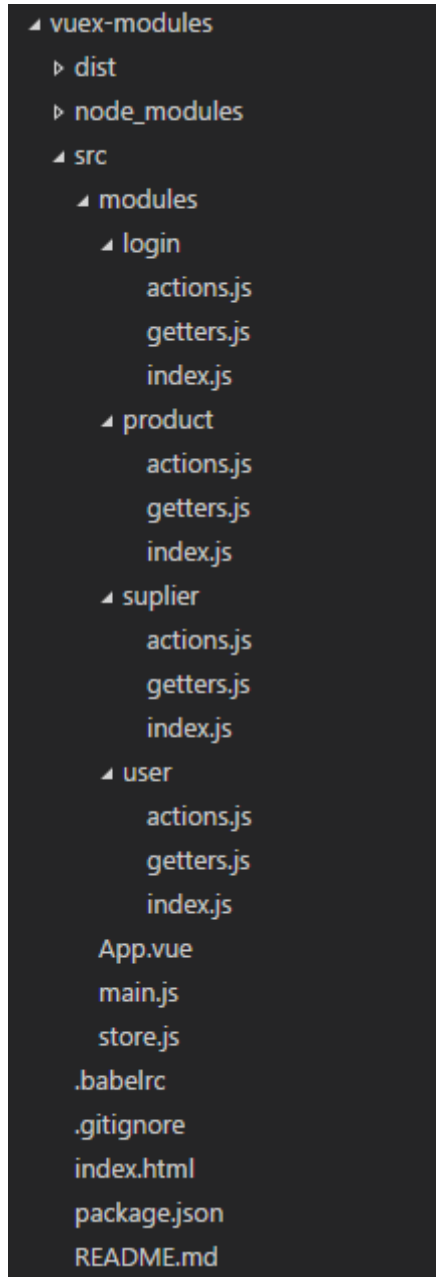 vuex-modules
dist
node_modules
src
modules
login
actions.js
getters.js
index.js
product
actions.js
getters.js
index.js
suplier
actions.js
getters.js
index.js
user
actions.js
getters.js
index.js
App.vue
main.js
store.js
.babelrc
.gitignore
index.html
package.json
README.md